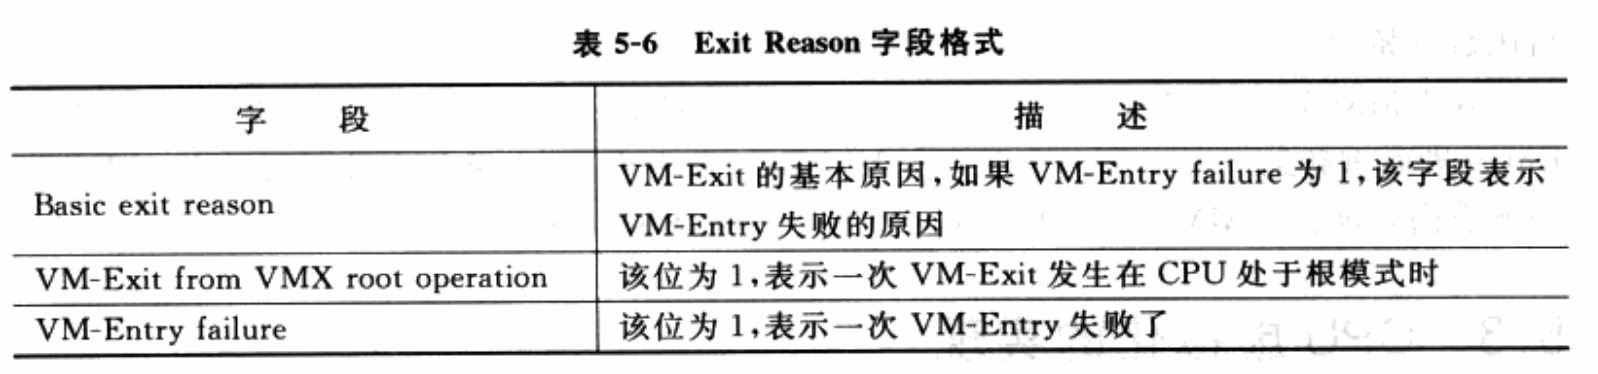 表 5-6 Exit Reason 字段格式
字 段 描 述
Basic exit reason
VM-Exit 的基本原因,如果 VM-Entry failure 为 1,该字段表示
VM-Entry 失败的原因
VM-Exit from VMX root operation 该位为 1,表示一次 VM-Exit 发生在 CPU 处于根模式时
VM-Entry failure 该位为 1,表示一次 VM-Entry 失败了